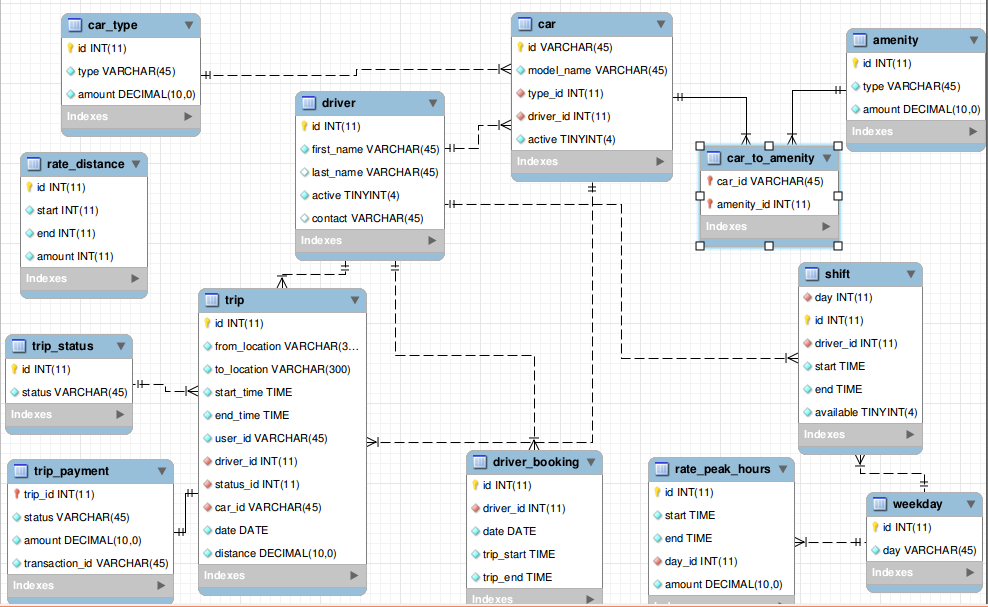 car_type
id INT(11)
type VARCHAR(45)
amount DECIMAL(10,0)
Indexes
car
id VARCHAR(45)
model_name VARCHAR(45)
type_id INT(11)
driver_id INT(11)
active TINYINT(4)
Indexes
amenity
id INT(11)
type VARCHAR(45)
amount DECIMAL(10,0)
Indexes
driver
id INT(11)
first_name VARCHAR(45)
last_name VARCHAR(45)
active TINYINT(4)
contact VARCHAR(45)
Indexes
rate_distance
id INT(11)
start INT(11)
end INT(11)
amount INT(11)
Indexes
car_to_amenity
car_id VARCHAR(45)
amenity_id INT(11)
Indexes
trip
id INT(11)
from_location VARCHAR(3...
to_location VARCHAR(300)
start_time TIME
end_time TIME
user_id VARCHAR(45)
driver_id INT(11)
status_id INT(11)
car_id VARCHAR(45)
date DATE
distance DECIMAL(10,0)
Indexes
shift
day INT(11)
id INT(11)
driver_id INT(11)
start TIME
end TIME
available TINYINT(4)
Indexes
trip_status
id INT(11)
status VARCHAR(45)
Indexes
trip_payment
trip_id INT(11)
status VARCHAR(45)
amount DECIMAL(10,0)
transaction_id VARCHAR(45)
Indexes
driver_booking
id INT(11)
driver_id INT(11)
date DATE
trip_start TIME
trip_end TIME
Indexes
rate_peak_hours
id INT(11)
start TIME
end TIME
day_id INT(11)
amount DECIMAL(10,0)
Indexes
weekday
id INT(11)
day VARCHAR(45)
Indexes